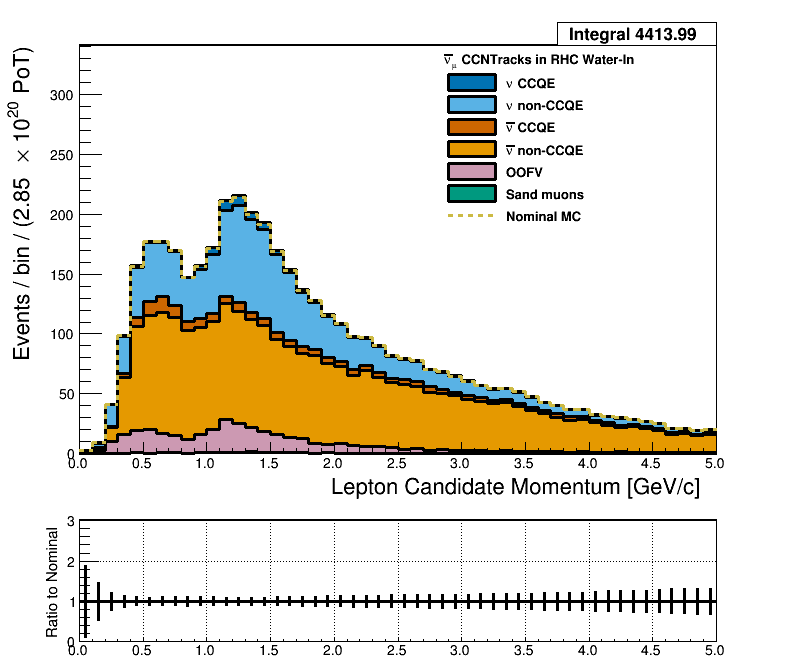 Integral 4413.99
ν̅μ CCNTracks in RHC Water-In
ν CCQE
ν non-CCQE
ν̅ CCQE
ν̅ non-CCQE
OOFV
Sand muons
Nominal MC
Events / bin / (2.85 × 10^20 PoT)
300
250
200
150
100
50
0
0.0 0.5 1.0 1.5 2.0 2.5 3.0 3.5 4.0 4.5 5.0
Lepton Candidate Momentum [GeV/c]
Ratio to Nominal
3
2
1
0
0.0 0.5 1.0 1.5 2.0 2.5 3.0 3.5 4.0 4.5 5.0